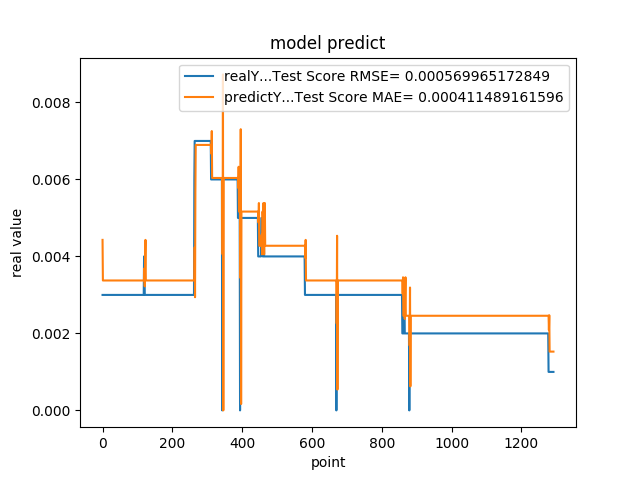 model predict
realY...Test Score RMSE= 0.000569965172849
predictY...Test Score MAE= 0.000411489161596
real value
0.008
0.006
0.004
0.002
0.000
0 200 400 600 800 1000 1200
point